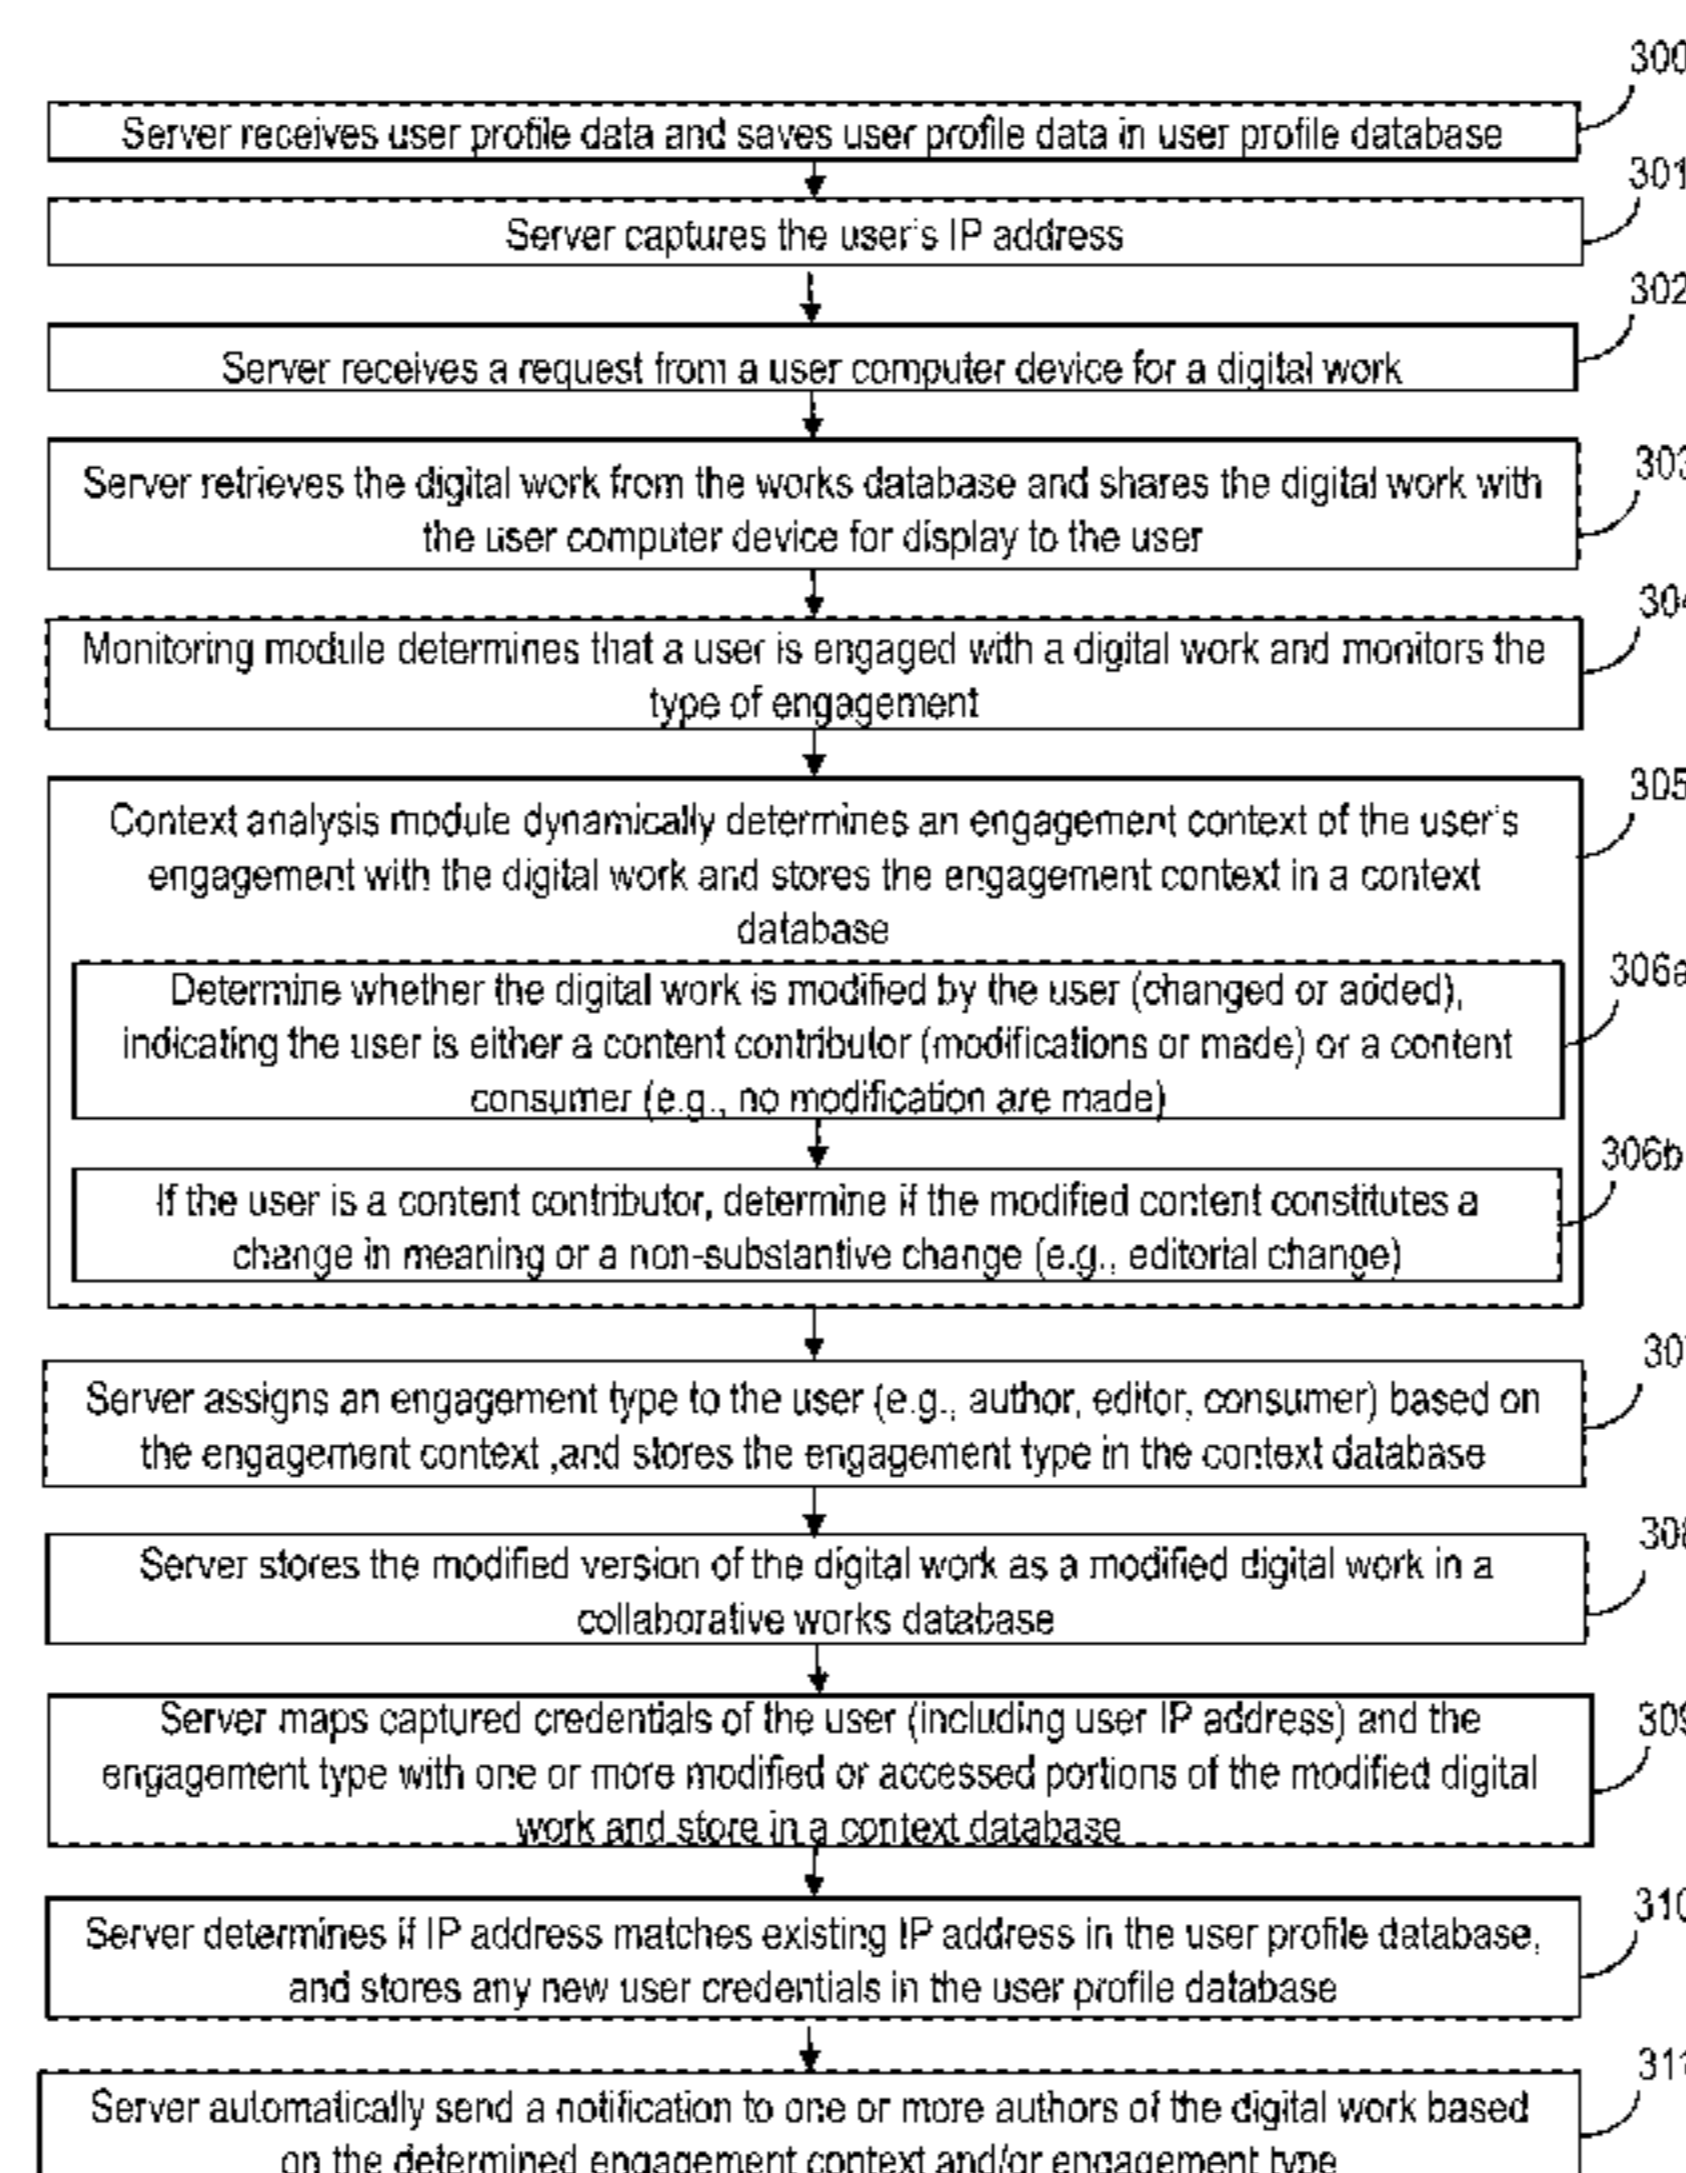 300
Server receives user profile data and saves user profile data in user profile database
301
Server captures the user's IP address
302
Server receives a request from a user computer device for a digital work
303
Server retrieves the digital work from the works database and shares the digital work with
the user computer device for display to the user
304
Monitoring module determines that a user is engaged with a digital work and monitors the
type of engagement
305
Context analysis module dynamically determines an engagement context of the user's
engagement with the digital work and stores the engagement context in a context
database
306a
Determine whether the digital work is modified by the user (changed or added),
indicating the user is either a content contributor (modifications or made) or a content
consumer (e.g., no modification are made)
306b
If the user is a content contributor, determine if the modified content constitutes a
change in meaning or a non-substantive change (e.g., editorial change)
307
Server assigns an engagement type to the user (e.g., author, editor, consumer) based on
the engagement context ,and stores the engagement type in the context database
308
Server stores the modified version of the digital work as a modified digital work in a
collaborative works database
309
Server maps captured credentials of the user (including user IP address) and the
engagement type with one or more modified or accessed portions of the modified digital
work and store in a context database
310
Server determines if IP address matches existing IP address in the user profile database,
and stores any new user credentials in the user profile database
311
Server automatically send a notification to one or more authors of the digital work based
on the determined engagement context and/or engagement type